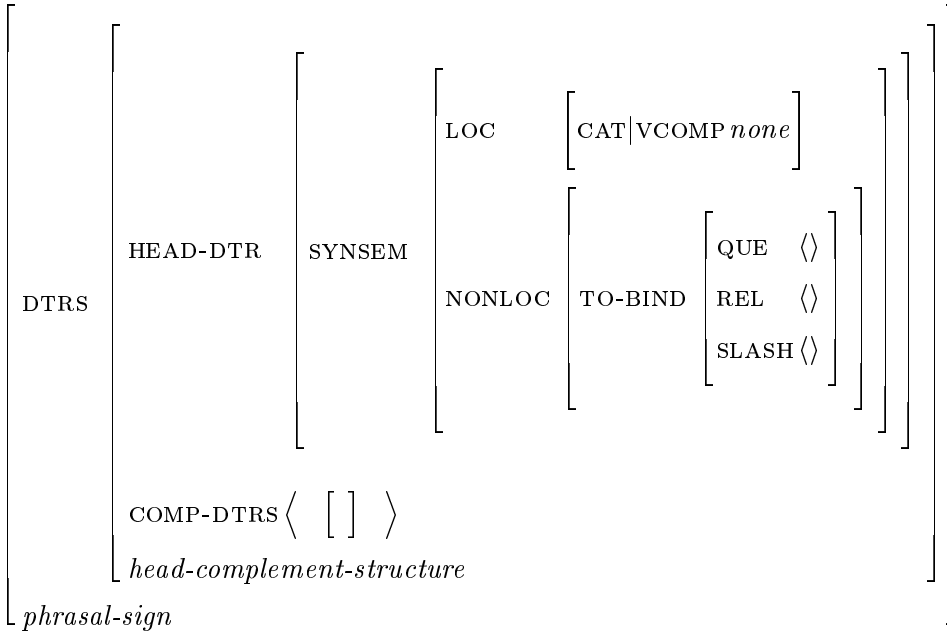 LOC [CAT|VCOMP none]
QUE ⟨⟩
HEAD-DTR [SYNSEM
DTRS
NONLOC [TO-BIND [REL ⟨⟩
SLASH ⟨⟩
COMP-DTRS ⟨ [ ] ⟩
head-complement-structure
phrasal-sign